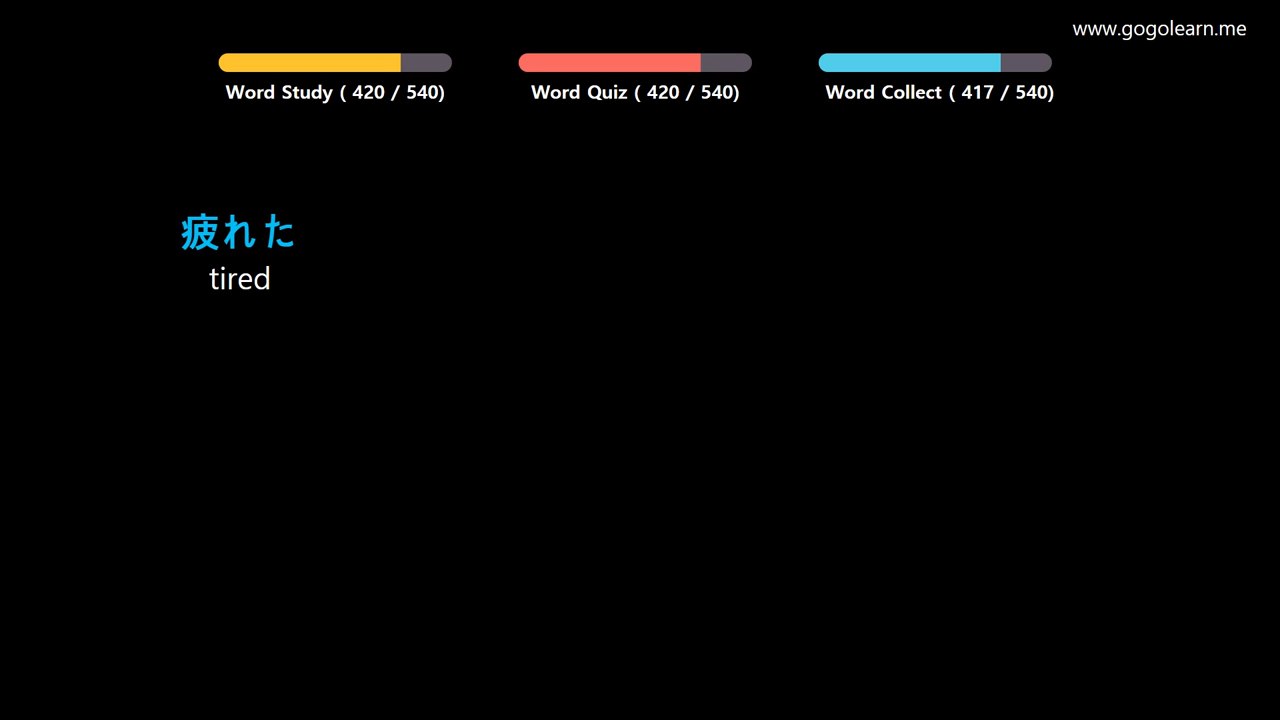 www.gogolearn.me
Word Study ( 420 / 540)
Word Quiz ( 420 / 540)
Word Collect ( 417 / 540)
疲れた
tired